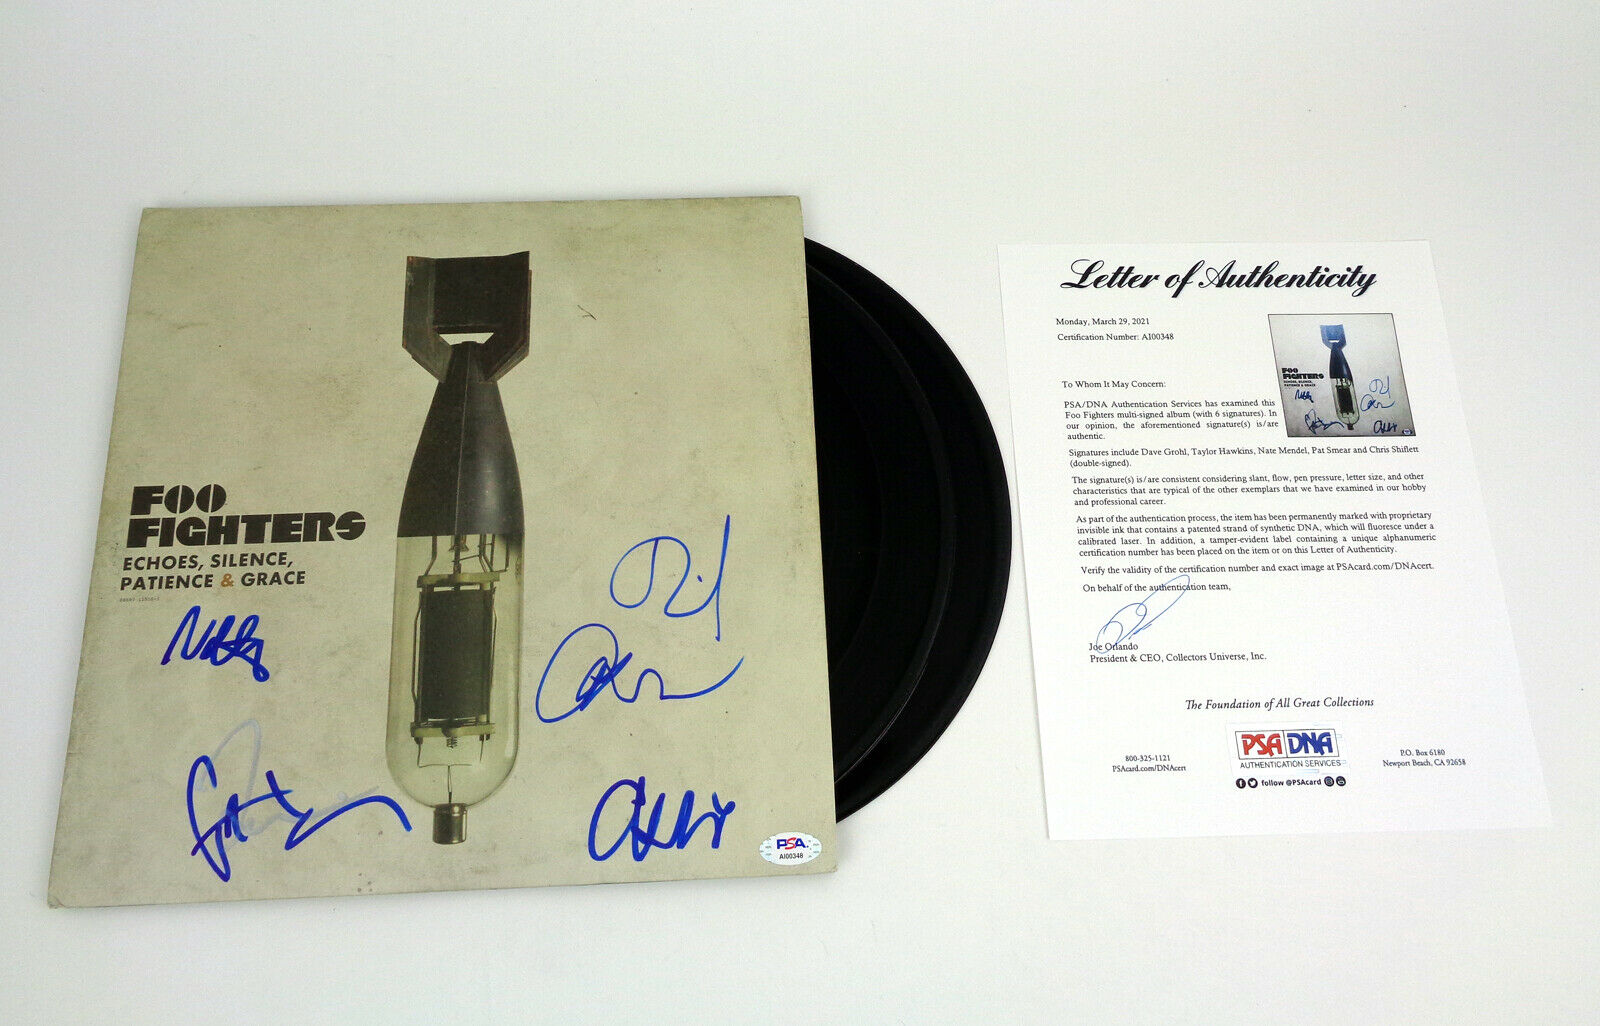 FOO
FIGHTERS
ECHOES, SILENCE,
PATIENCE & GRACE
PSA
AI00348
Letter of Authenticity
Monday, March 29, 2021
Certification Number: AI00348
FOO
FIGHTERS
ECHOES, SILENCE,
PATIENCE & GRACE
To Whom It May Concern:
PSA/DNA Authentication Services has examined this
Foo Fighters multi-signed album (with 6 signatures). In
our opinion, the aforementioned signature(s) is/are
authentic.
Signatures include Dave Grohl, Taylor Hawkins, Nate Mendel, Pat Smear and Chris Shiflett
(double-signed).
The signature(s) is/are consistent considering slant, flow, pen pressure, letter size, and other
characteristics that are typical of the other exemplars that we have examined in our hobby
and professional career.
As part of the authentication process, the item has been permanently marked with proprietary
invisible ink that contains a patented strand of synthetic DNA, which will fluoresce under a
calibrated laser. In addition, a tamper-evident label containing a unique alphanumeric
certification number has been placed on the item or on this Letter of Authenticity.
Verify the validity of the certification number and exact image at PSAcard.com/DNAcert.
On behalf of the authentication team,
Joe Orlando
President & CEO, Collectors Universe, Inc.
The Foundation of All Great Collections
800-325-1121
PSAcard.com/DNAcert
PSA DNA
AUTHENTICATION SERVICES
follow @PSAcard
P.O. Box 6180
Newport Beach, CA 92658